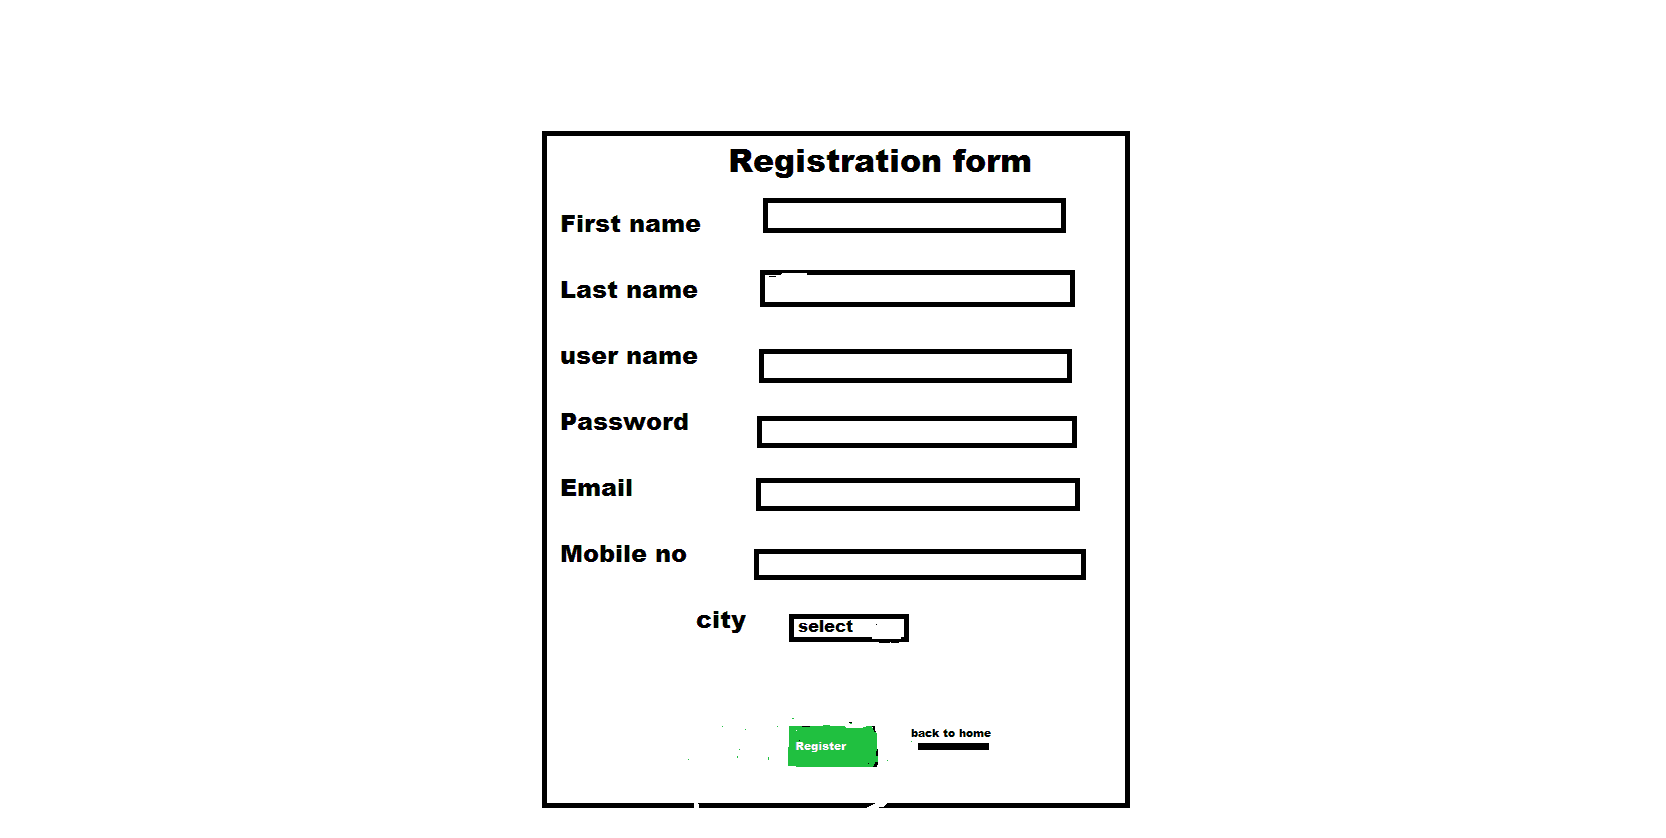 Registration form
First name
Last name
user name
Password
Email
Mobile no
city
select
Register
back to home